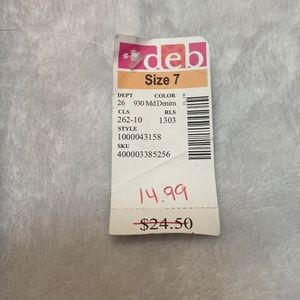 deb
Size 7
DEPT COLOR
26 930 Md Denim
CLS RLS
262-10 1303
STYLE
1000043158
SKU
400003385256
14.99
$24.50